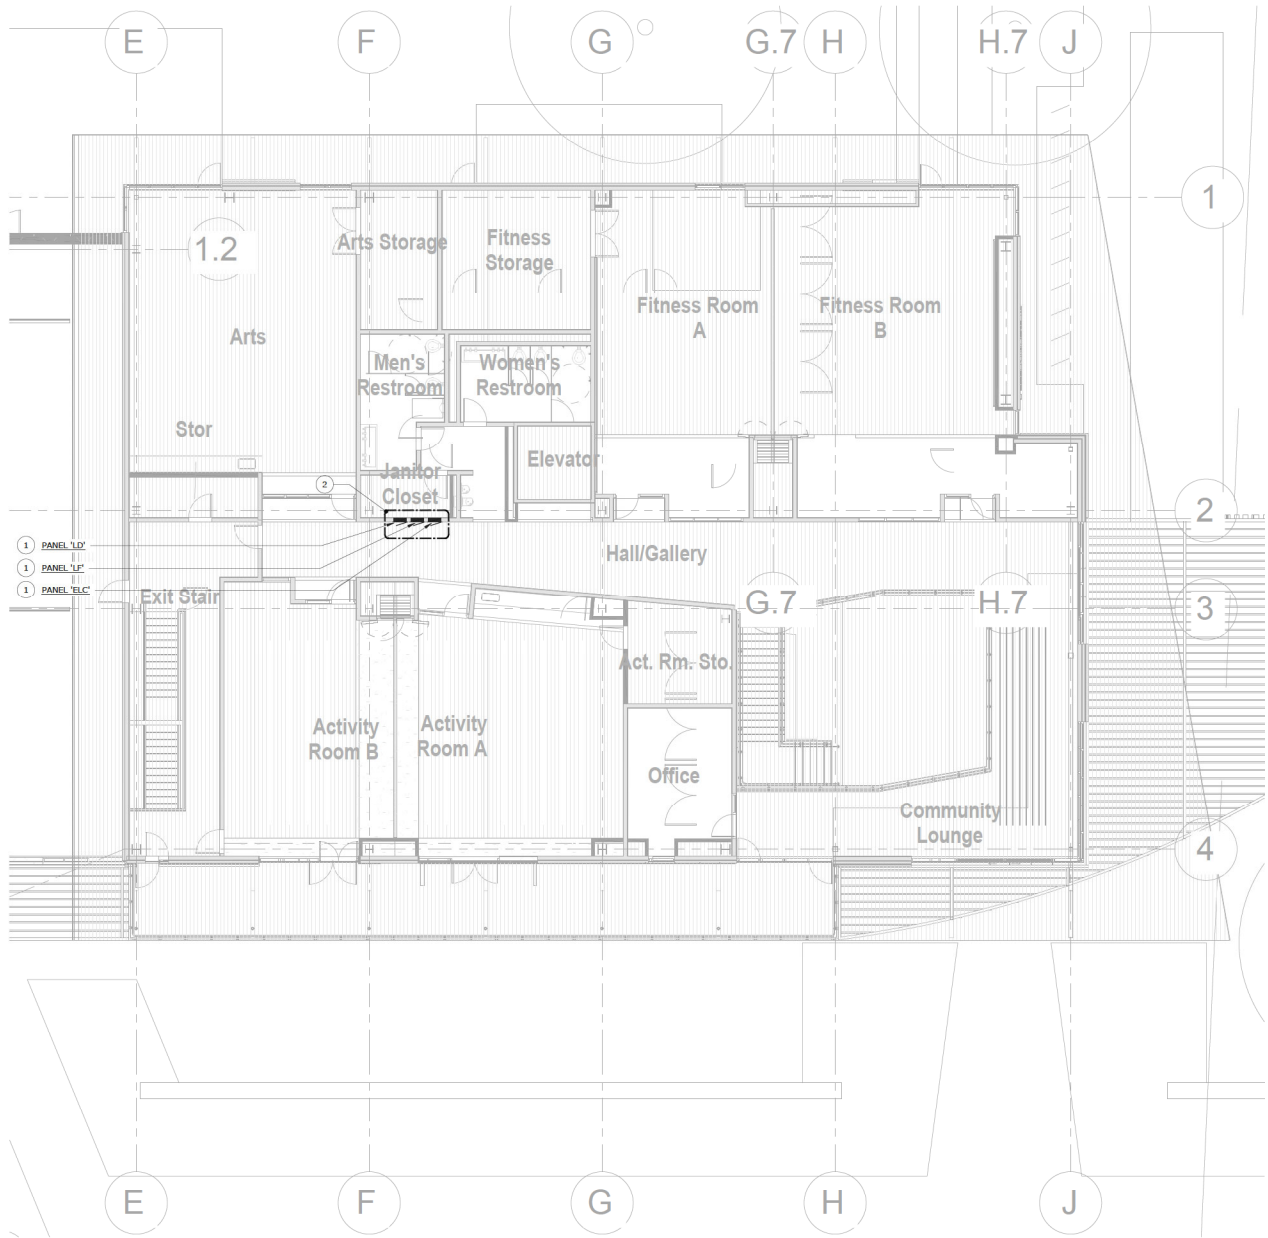 E
F
G
G.7
H
H.7
J
1
1.2
Arts Storage
Fitness
Storage
Fitness Room
A
Fitness Room
B
Arts
Men's
Restroom
Women's
Restroom
Stor
Elevator
Janitor
Closet
2
2
1 PANEL 'LD'
1 PANEL 'LF'
1 PANEL 'ELC'
Hall/Gallery
Exit Stair
G.7
H.7
3
Act. Rm. Sto.
Activity
Room B
Activity
Room A
Office
Community
Lounge
4
E
F
G
H
J